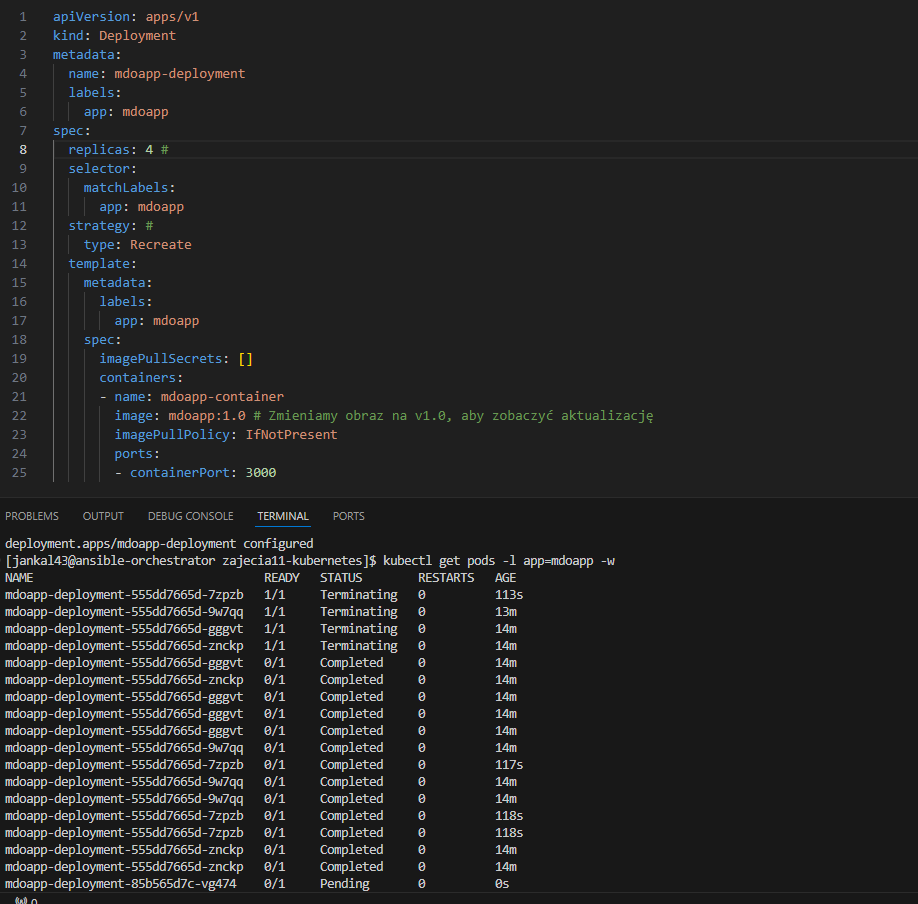 1 apiVersion: apps/v1
2 kind: Deployment
3 metadata:
4   name: mdoapp-deployment
5   labels:
6     app: mdoapp
7 spec:
8   replicas: 4 #
9   selector:
10     matchLabels:
11       app: mdoapp
12   strategy: #
13     type: Recreate
14   template:
15     metadata:
16       labels:
17         app: mdoapp
18     spec:
19       imagePullSecrets: []
20       containers:
21       - name: mdoapp-container
22         image: mdoapp:1.0 # Zmieniamy obraz na v1.0, aby zobaczyć aktualizację
23         imagePullPolicy: IfNotPresent
24         ports:
25         - containerPort: 3000
PROBLEMS OUTPUT DEBUG CONSOLE TERMINAL PORTS
deployment.apps/mdoapp-deployment configured
[jankal43@ansible-orchestrator zajecia11-kubernetes]$ kubectl get pods -l app=mdoapp -w
NAME READY STATUS RESTARTS AGE
mdoapp-deployment-555dd7665d-7zpzb 1/1 Terminating 0 113s
mdoapp-deployment-555dd7665d-9w7qq 1/1 Terminating 0 13m
mdoapp-deployment-555dd7665d-gggvt 1/1 Terminating 0 14m
mdoapp-deployment-555dd7665d-znckp 1/1 Terminating 0 14m
mdoapp-deployment-555dd7665d-gggvt 0/1 Completed 0 14m
mdoapp-deployment-555dd7665d-znckp 0/1 Completed 0 14m
mdoapp-deployment-555dd7665d-gggvt 0/1 Completed 0 14m
mdoapp-deployment-555dd7665d-gggvt 0/1 Completed 0 14m
mdoapp-deployment-555dd7665d-gggvt 0/1 Completed 0 14m
mdoapp-deployment-555dd7665d-9w7qq 0/1 Completed 0 14m
mdoapp-deployment-555dd7665d-7zpzb 0/1 Completed 0 117s
mdoapp-deployment-555dd7665d-9w7qq 0/1 Completed 0 14m
mdoapp-deployment-555dd7665d-9w7qq 0/1 Completed 0 14m
mdoapp-deployment-555dd7665d-7zpzb 0/1 Completed 0 118s
mdoapp-deployment-555dd7665d-7zpzb 0/1 Completed 0 118s
mdoapp-deployment-555dd7665d-znckp 0/1 Completed 0 14m
mdoapp-deployment-555dd7665d-znckp 0/1 Completed 0 14m
mdoapp-deployment-85b565d7c-vg474 0/1 Pending 0 0s
0